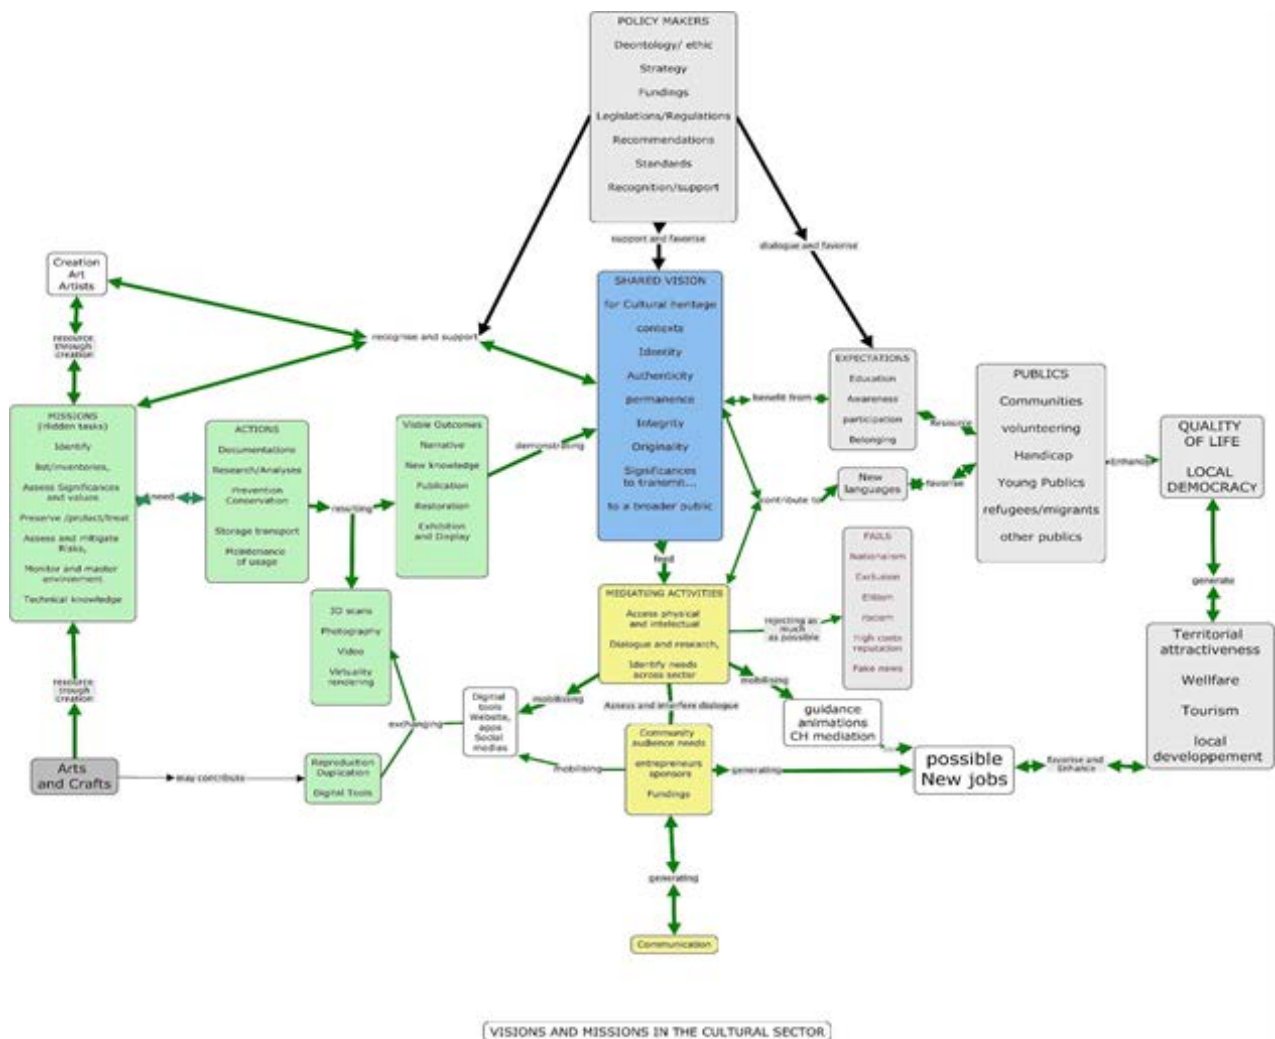 POLICY MAKERS
Deontology/ ethic
Strategy
Fundings
Legislations/Regulations
Recommendations
Standards
Recognition/support
support and favorise
dialogue and favorise
Creation
Art
Artists
resource
through
creation
recognise and support
SHARED VISION
for Cultural heritage
contexts
Identity
Authenticity
permanence
Integrity
Originality
Significances
to transmit...
to a broader public
EXPECTATIONS
Education
Awareness
participation
Belonging
benefit from
Resource
PUBLICS
Communities
volunteering
Handicap
Young Publics
refugees/migrants
other publics
enhance
QUALITY
OF LIFE
LOCAL
DEMOCRACY
MISSIONS
(Hidden tasks)
Identify
list/inventories,
Assess Significances
and values
Preserve /protect/treat
Assess and mitigate
Risks,
Monitor and master
environment
Technical knowledge
need
ACTIONS
Documentations
Research/Analyses
Prevention
Conservation
Storage transport
Maintenance
of usage
resulting
Visible Outcomes
Narrative
New knowledge
Publication
Restoration
Exhibition
and Display
demonstrating
contribute to
New
languages
favorise
feed
FAILS
Nationalism
Exclusion
Elitism
racism
High costs
reputation
Fake news
rejecting as
much
as possible
MEDIATING ACTIVITIES
Access physical
and intelectual
Dialogue and research,
Identify needs
across sector
generate
Territorial
attractiveness
Wellfare
Tourism
local
developpement
3D scans
Photography
Video
Virtuality
rendering
resource
trough
creation
exchanging
Digitial
tools
Website,
apps
Social
medias
mobilising
mobilising
Assess and interfere dialogue
guidance
animations
CH mediation
Community
audience needs
entrepreneurs
sponsors
Fundings
mobilising
generating
possible
New jobs
favorise and
Enhance
Arts
and Crafts
may contribute
Reproduction
Duplication
Digital Tools
generating
Communication
VISIONS AND MISSIONS IN THE CULTURAL SECTOR